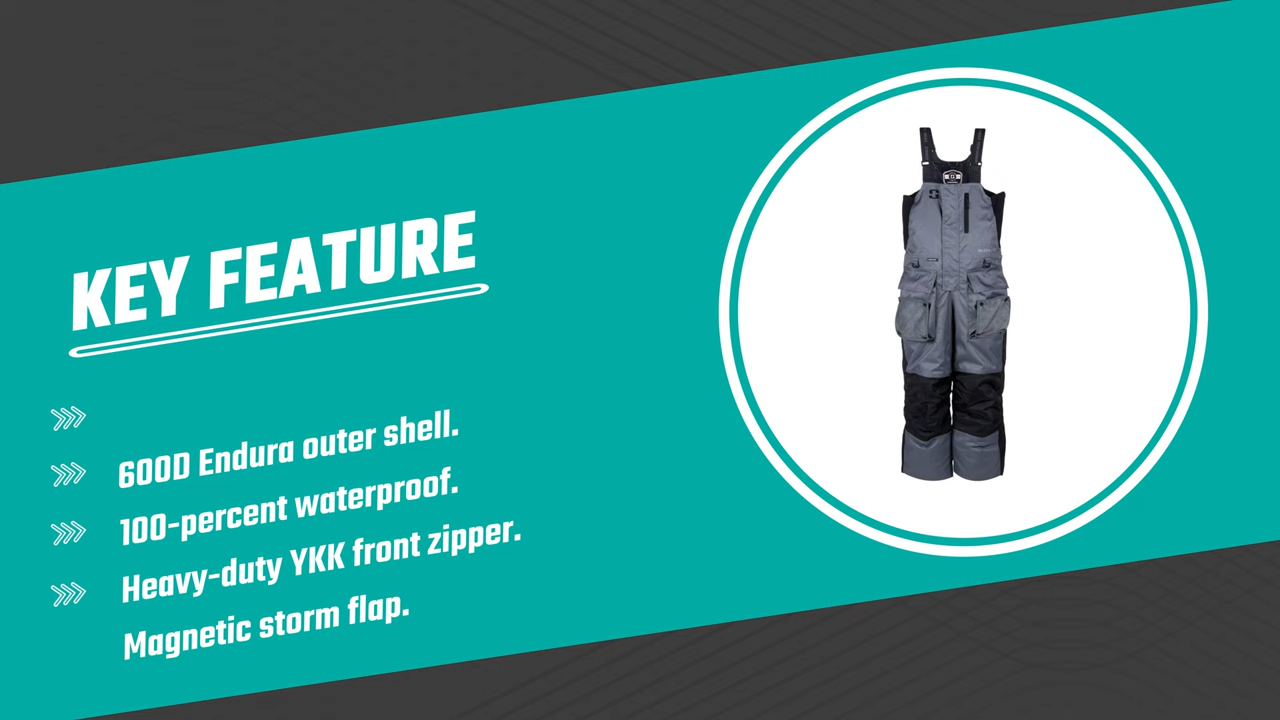 KEY FEATURE
600D Endura outer shell.
100-percent waterproof.
Heavy-duty YKK front zipper.
Magnetic storm flap.